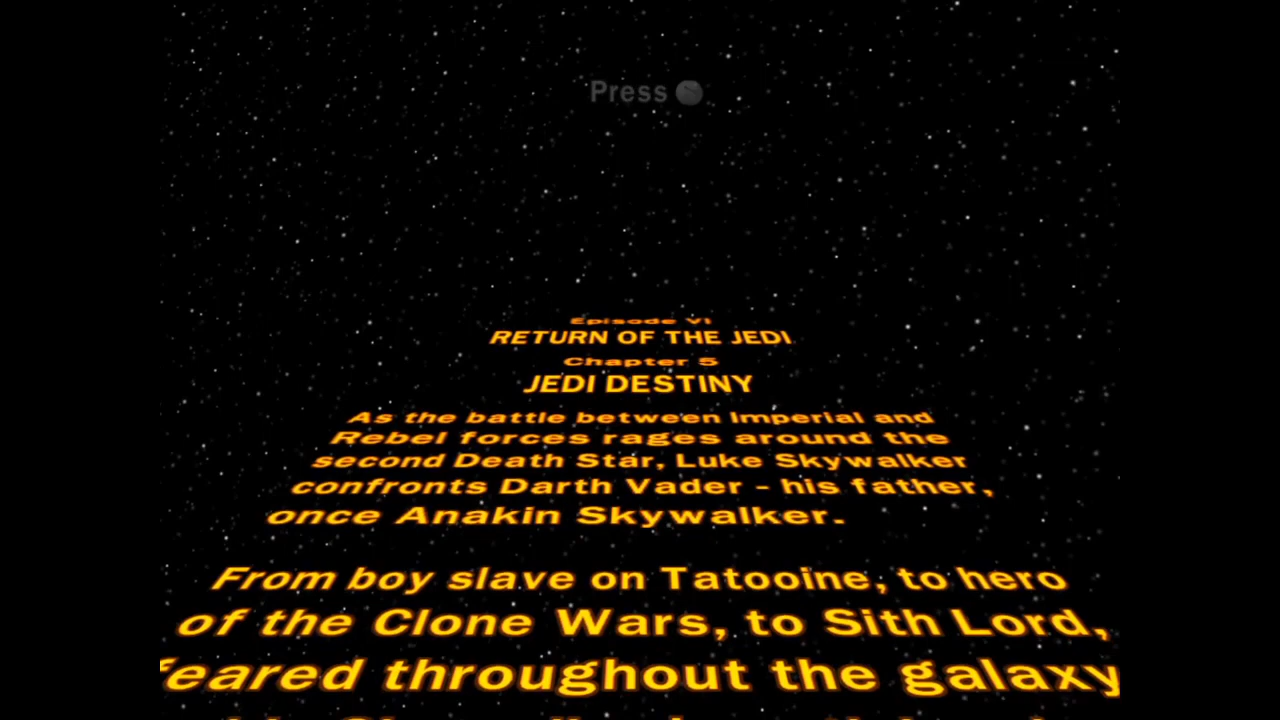 Press
Episode VI
RETURN OF THE JEDI
Chapter 5
JEDI DESTINY
As the battle between Imperial and
Rebel forces rages around the
second Death Star, Luke Skywalker
confronts Darth Vader - his father,
once Anakin Skywalker.
From boy slave on Tatooine, to hero
of the Clone Wars, to Sith Lord,
feared throughout the galaxy